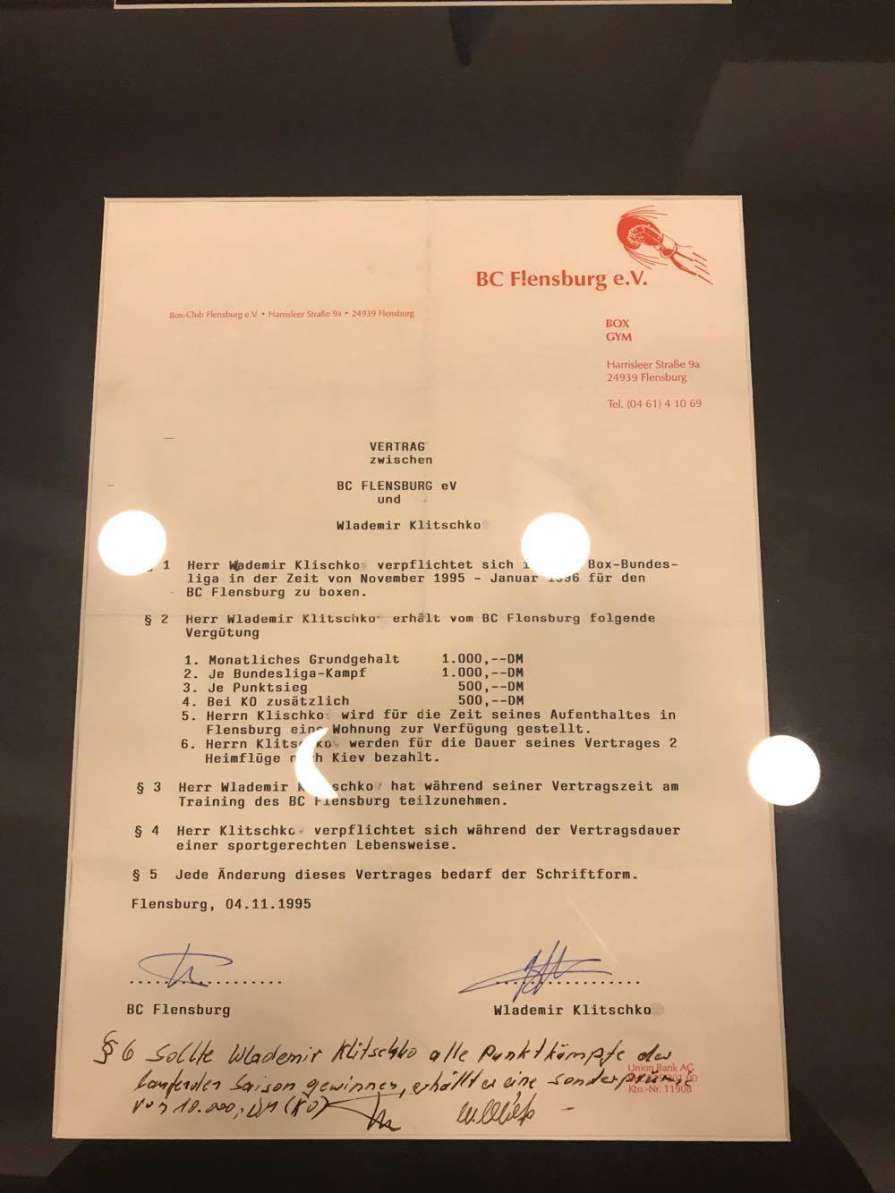 BC Flensburg e.V.
Box-Club Flensburg e.V. • Harrisleer Straße 9a • 24939 Flensburg
BOX
GYM
Harrisleer Straße 9a
24939 Flensburg
Tel. (04 61) 4 10 69
VERTRAG
zwischen
BC FLENSBURG eV
und
Wlademir Klitschko
§ 1 Herr Wademir Klischko verpflichtet sich Box-Bundes-
liga in der Zeit von November 1995 - Januar 1996 für den
BC Flensburg zu boxen.
§ 2 Herr Wlademir Klitschko erhält vom BC Flensburg folgende
Vergütung
1. Monatliches Grundgehalt 1.000,--DM
2. Je Bundesliga-Kampf 1.000,--DM
3. Je Punktsieg 500,--DM
4. Bei KO zusätzlich 500,--DM
5. Herrn Klischko wird für die Zeit seines Aufenthaltes in
Flensburg eine Wohnung zur Verfügung gestellt.
6. Herrn Klitschko werden für die Dauer seines Vertrages 2
Heimflüge nach Kiev bezahlt.
§ 3 Herr Wlademir Klitschko hat während seiner Vertragszeit am
Training des BC Flensburg teilzunehmen.
§ 4 Herr Klitschko verpflichtet sich während der Vertragsdauer
einer sportgerechten Lebensweise.
§ 5 Jede Änderung dieses Vertrages bedarf der Schriftform.
Flensburg, 04.11.1995
BC Flensburg Wlademir Klitschko
§ 6 Sollte Wlademir Klitschko alle Punktkämpfe der
laufenden Saison gewinnen, erhällt er eine Sonderprämie
von 10.000,- DM (KO)
Union Bank AG
Kto.-Nr. 11908